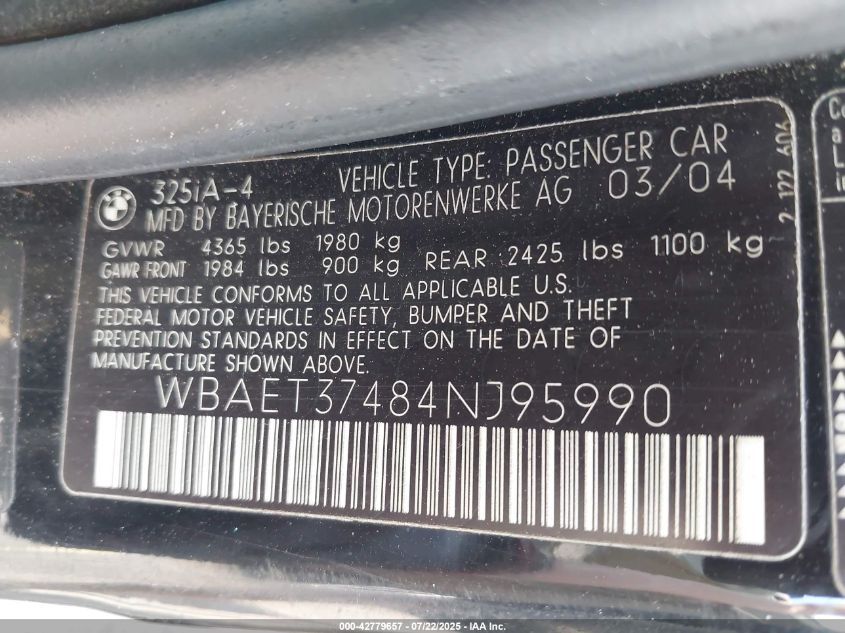 325iA-4 VEHICLE TYPE: PASSENGER CAR
MFD BY BAYERISCHE MOTORENWERKE AG 03/04
GVWR 4365 lbs 1980 kg
GAWR FRONT 1984 lbs 900 kg REAR 2425 lbs 1100 kg
THIS VEHICLE CONFORMS TO ALL APPLICABLE U.S.
FEDERAL MOTOR VEHICLE SAFETY, BUMPER AND THEFT
PREVENTION STANDARDS IN EFFECT ON THE DATE OF
MANUFACTURE SHOWN ABOVE.
WBAET37484NJ95990
2 122 604
000-42779657 - 07/22/2025 - IAA Inc.